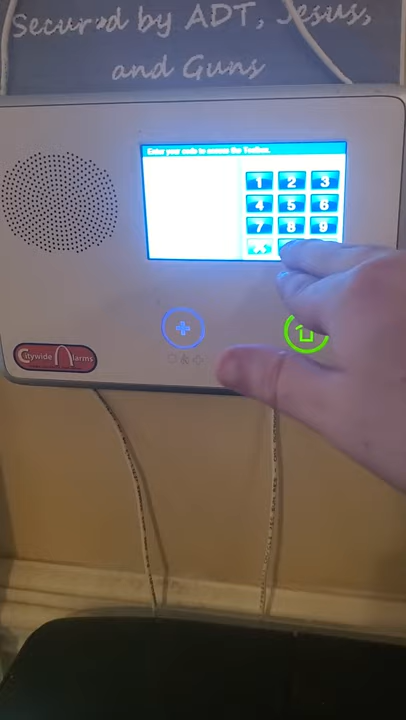 Secured by ADT, Jesus,
and Guns
Enter your code to access the Toolbox.
1 2 3
4 5 6
7 8 9
Citywide Alarms